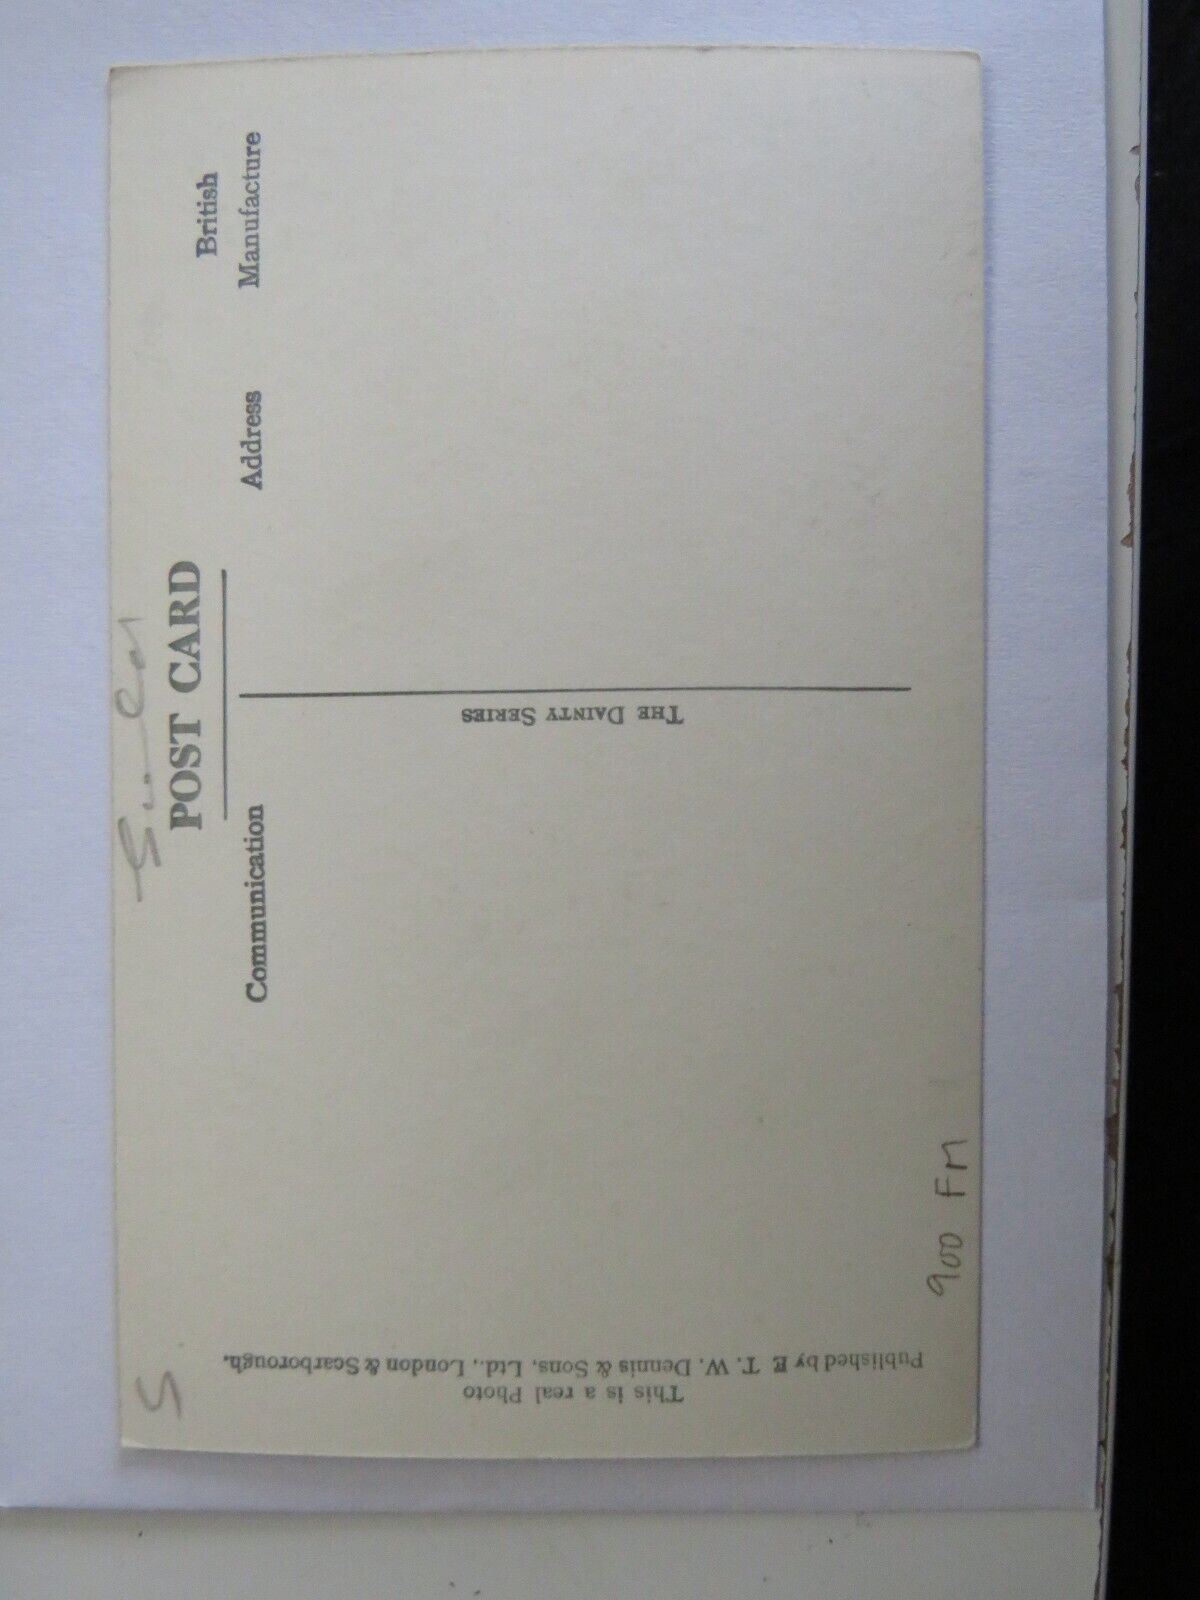 POST CARD
British
Manufacture
Communication
Address
THE DAINTY SERIES
This is a real Photo
Published by E. T. W. Dennis & Sons, Ltd., London & Scarborough.
900 Fm
5